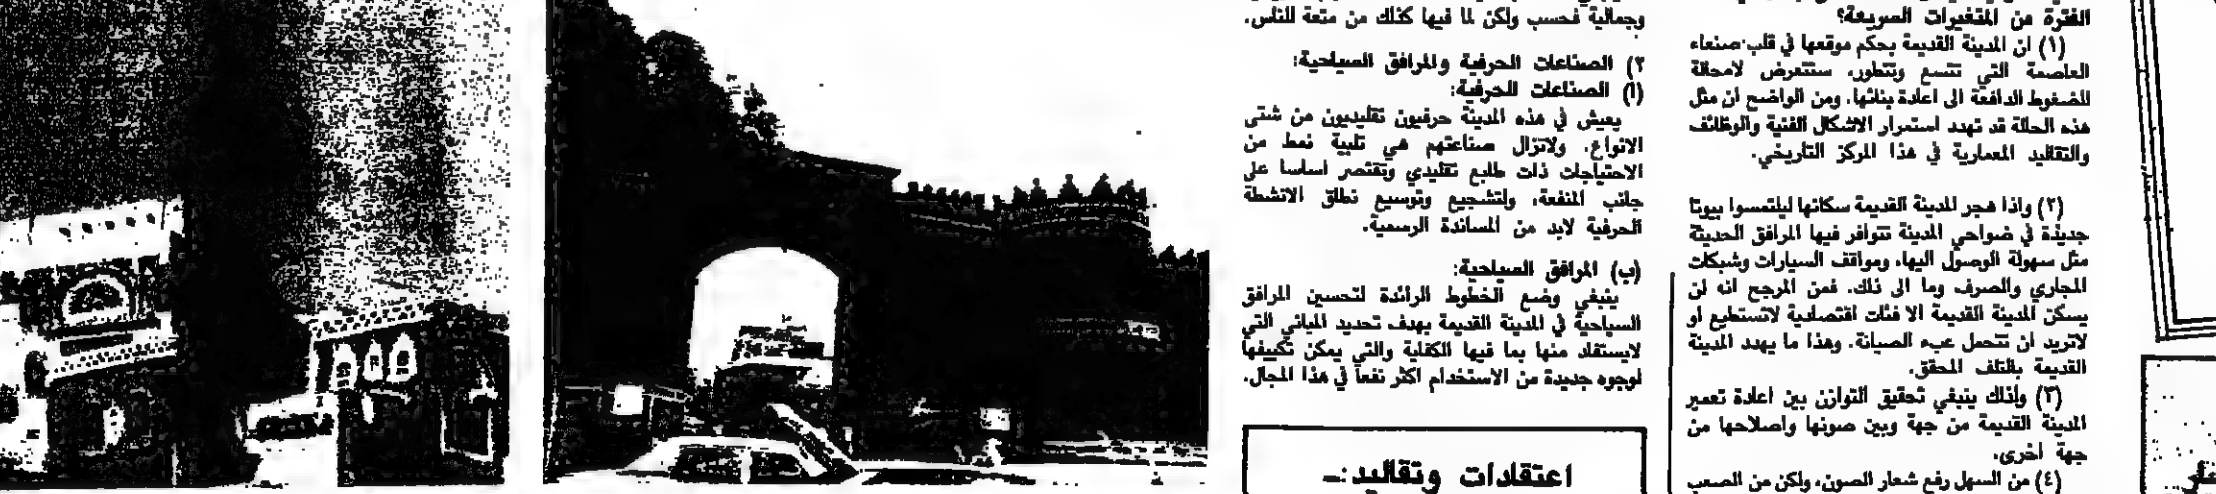 الفترة من المتغيرات السريعة؟
(١) ان المدينة القديمة بحكم موقعها في قلب صنعاء
العاصمة التي تتسع وتتطور، ستتعرض لامحالة
للضغوط الدافعة الى اعادة بنائها. ومن الواضح أن مثل
هذه الحالة قد تهدد استمرار الاشكال الفنية والوظائف
والتقاليد المعمارية في هذا المركز التاريخي.
(٢) واذا هجر المدينة القديمة سكانها ليلتمسوا بيوتا
جديدة في ضواحي المدينة تتوافر فيها المرافق الحديثة
مثل سهولة الوصول اليها، ومواقف السيارات وشبكات
المجاري والصرف وما الى ذلك. فمن المرجح انه لن
يسكن المدينة القديمة الا فئات اقتصادية لاتستطيع او
لاتريد ان تتحمل عبء الصيانة. وهذا ما يهدد المدينة
القديمة بالتلف المحقق.
(٣) ولذلك ينبغي تحقيق التوازن بين اعادة تعمير
المدينة القديمة من جهة وبين صونها واصلاحها من
جهة اخرى.
(٤) من السهل رفع شعار الصون، ولكن من الصعب
وجمالية فحسب ولكن لما فيها كذلك من متعة للناس.
٢) الصناعات الحرفية والمرافق السياحية:
(أ) الصناعات الحرفية:
يعيش في هذه المدينة حرفيون تقليديون من شتى
الانواع. ولاتزال صناعتهم هي تلبية نمط من
الاحتياجات ذات طابع تقليدي وتقتصر اساسا على
جانب المنفعة، ولتشجيع وتوسيع نطاق الانشطة
الحرفية لابد من المساندة الرسمية.
(ب) المرافق السياحية:
ينبغي وضع الخطوط الرائدة لتحسين المرافق
السياحية في المدينة القديمة بهدف تحديد المباني التي
لايستفاد منها بما فيها الكفاية والتي يمكن تكييفها
لوجوه جديدة من الاستخدام اكثر نفعا في هذا المجال.
اعتقادات وتقاليد:ـ